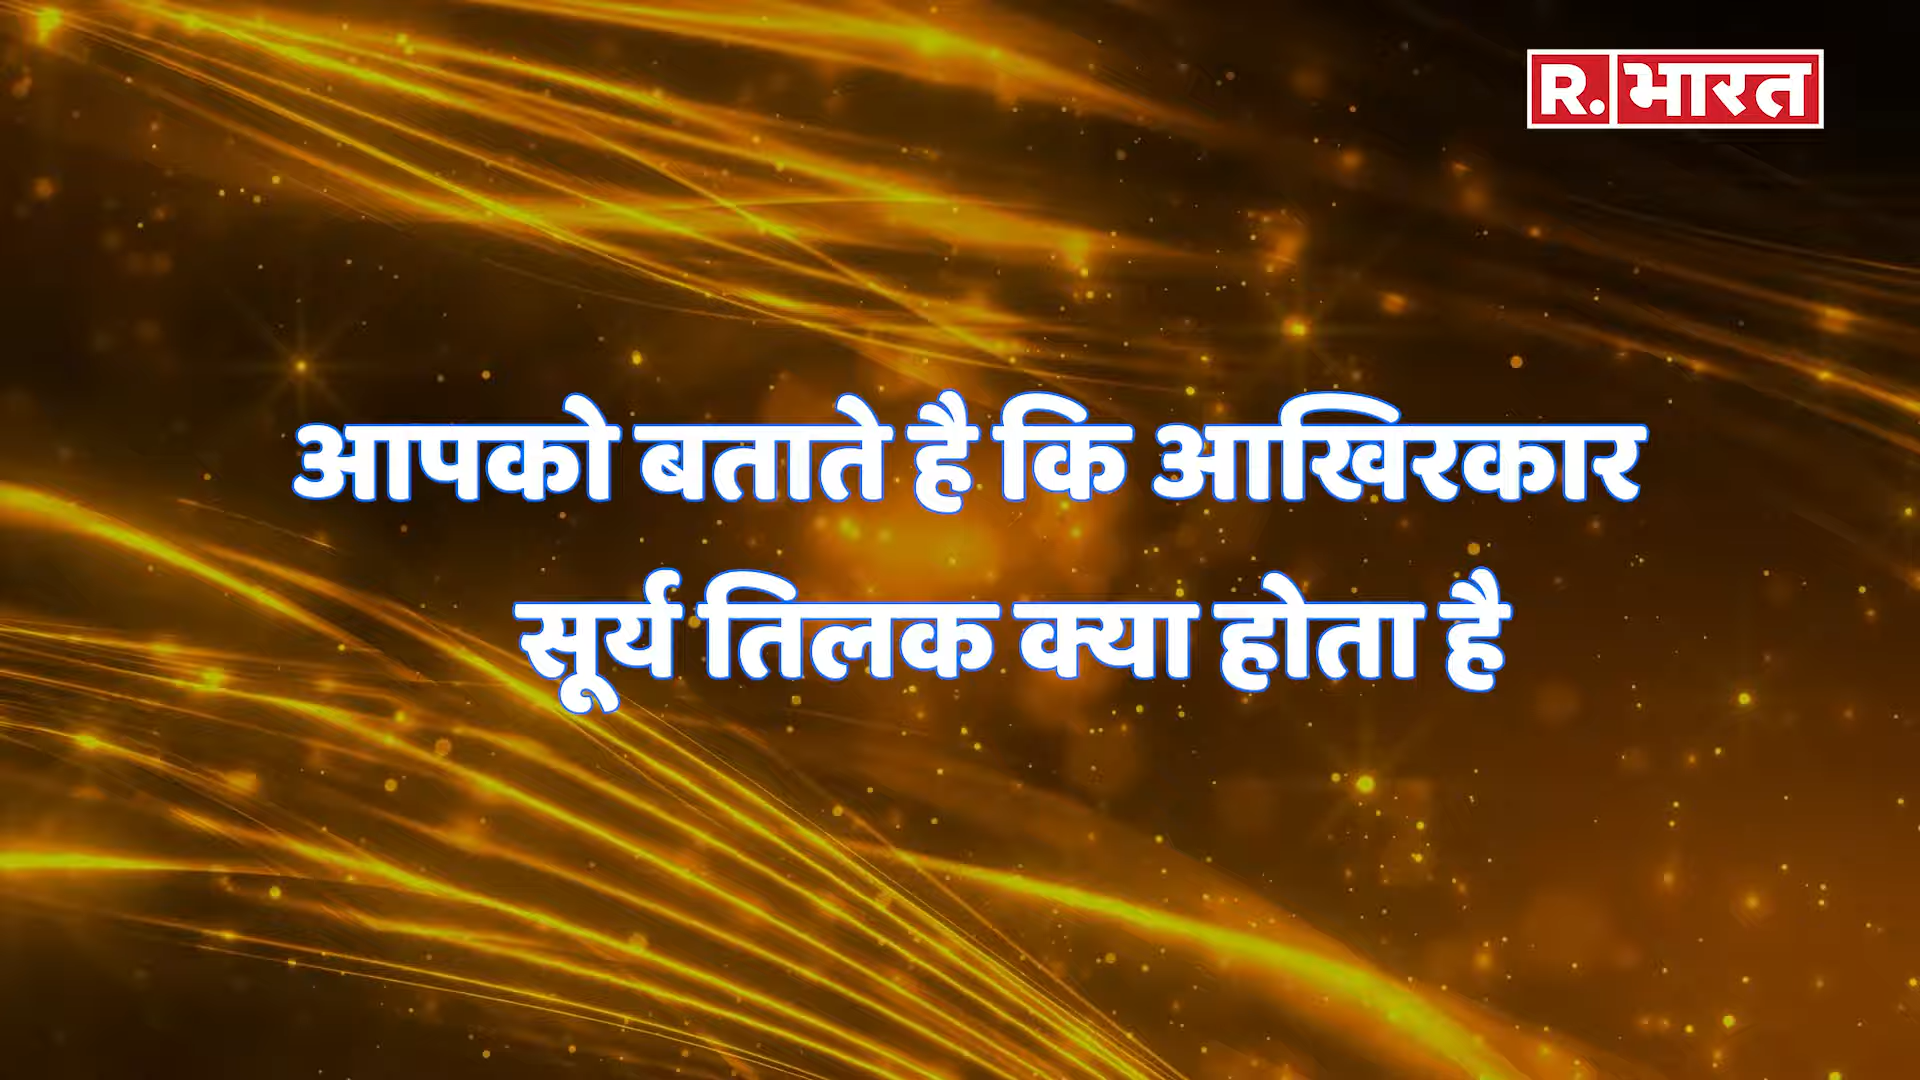 R.भारत
आपको बताते है कि आखिरकार
सूर्य तिलक क्या होता है